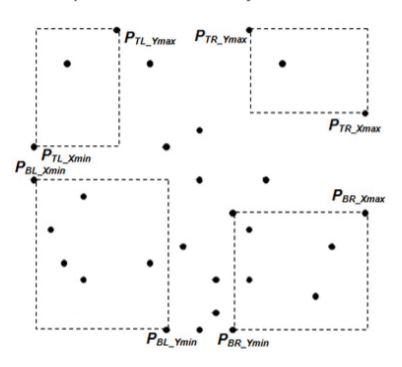 P_TL_Ymax
P_TR_Ymax
P_TR_Xmax
P_TL_Xmin
P_BL_Xmin
P_BR_Xmax
P_BL_Ymin
P_BR_Ymin